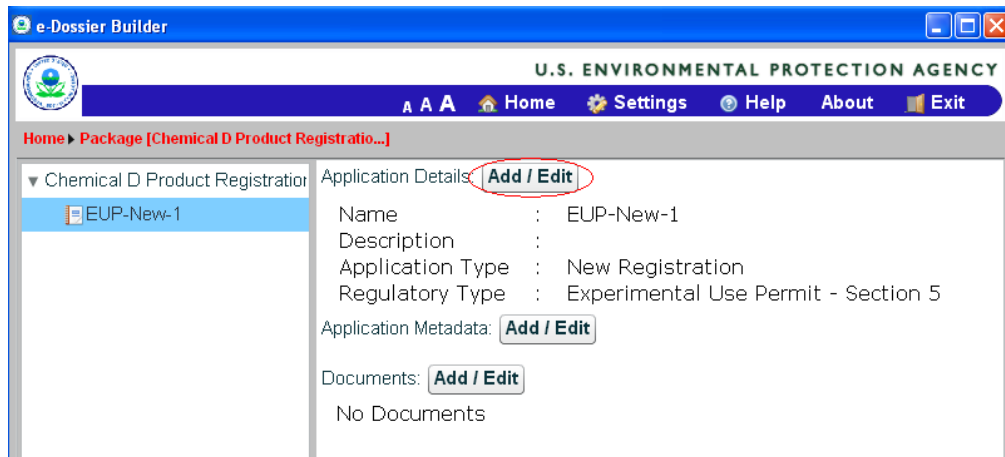 e-Dossier Builder
U.S. ENVIRONMENTAL PROTECTION AGENCY
A A A Home Settings Help About Exit
Home Package [Chemical D Product Registratio...]
Chemical D Product Registration
EUP-New-1
Application Details: Add / Edit
Name : EUP-New-1
Description :
Application Type : New Registration
Regulatory Type : Experimental Use Permit - Section 5
Application Metadata: Add / Edit
Documents: Add / Edit
No Documents